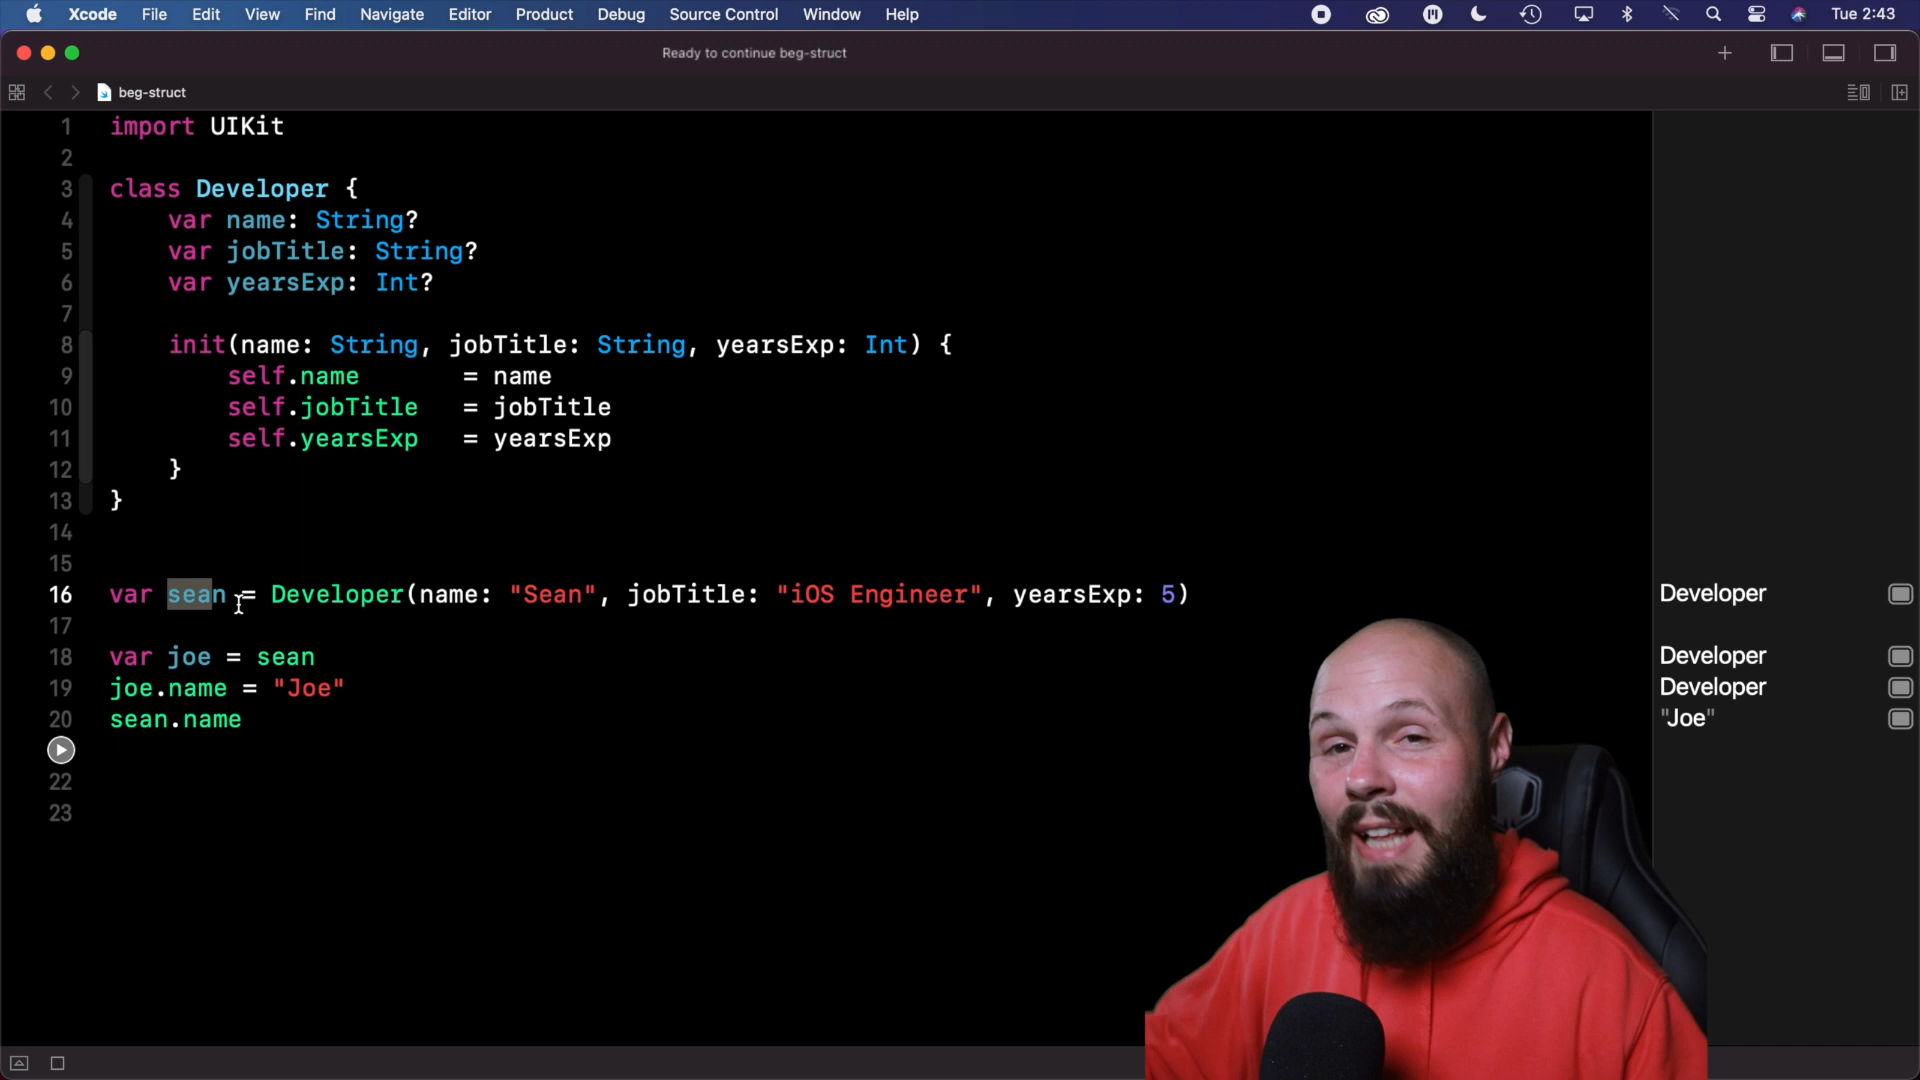 Xcode File Edit View Find Navigate Editor Product Debug Source Control Window Help Tue 2:43
Ready to continue beg-struct
beg-struct
1 import UIKit
2
3 class Developer {
4 var name: String?
5 var jobTitle: String?
6 var yearsExp: Int?
7
8 init(name: String, jobTitle: String, yearsExp: Int) {
9 self.name = name
10 self.jobTitle = jobTitle
11 self.yearsExp = yearsExp
12 }
13 }
14
15
16 var sean = Developer(name: "Sean", jobTitle: "iOS Engineer", yearsExp: 5) Developer
17
18 var joe = sean Developer
19 joe.name = "Joe" Developer
20 sean.name "Joe"
22
23